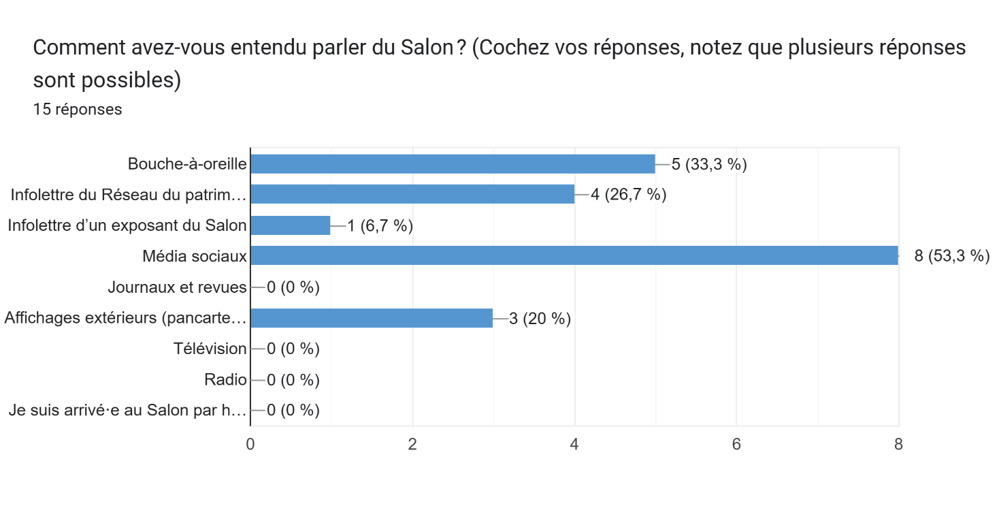 Comment avez-vous entendu parler du Salon ? (Cochez vos réponses, notez que plusieurs réponses
sont possibles)
15 réponses
Bouche-à-oreille 5 (33,3 %)
Infolettre du Réseau du patrim… 4 (26,7 %)
Infolettre d’un exposant du Salon 1 (6,7 %)
Média sociaux 8 (53,3 %)
Journaux et revues 0 (0 %)
Affichages extérieurs (pancarte… 3 (20 %)
Télévision 0 (0 %)
Radio 0 (0 %)
Je suis arrivé·e au Salon par h… 0 (0 %)
0 2 4 6 8